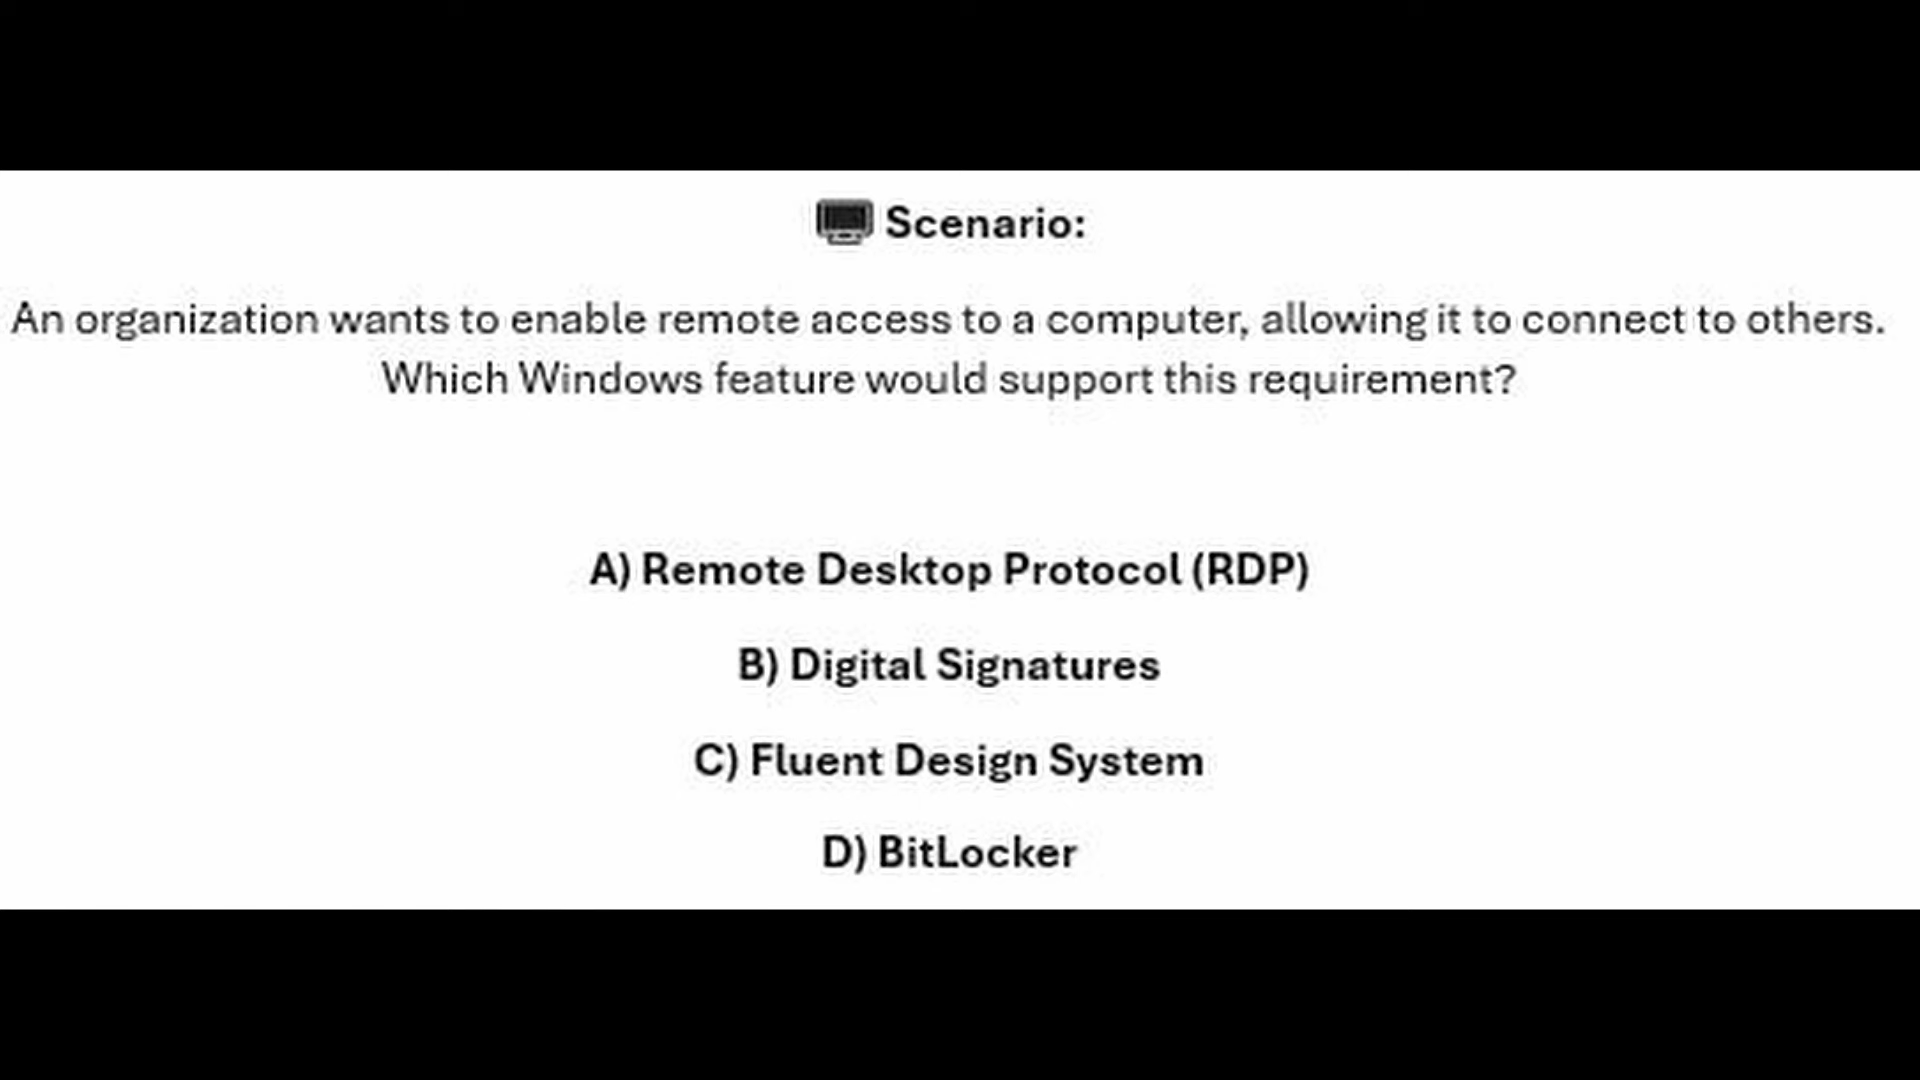 🖥️ Scenario:
An organization wants to enable remote access to a computer, allowing it to connect to others.
Which Windows feature would support this requirement?
A) Remote Desktop Protocol (RDP)
B) Digital Signatures
C) Fluent Design System
D) BitLocker